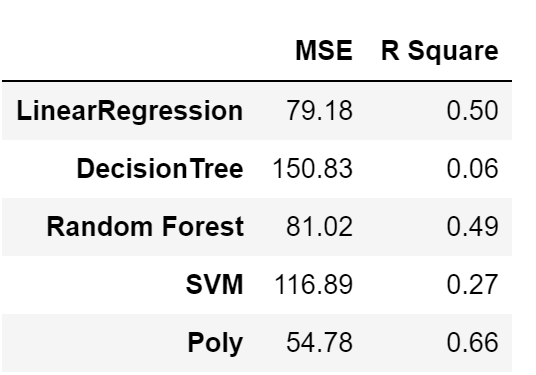 MSE R Square
LinearRegression 79.18 0.50
DecisionTree 150.83 0.06
Random Forest 81.02 0.49
SVM 116.89 0.27
Poly 54.78 0.66